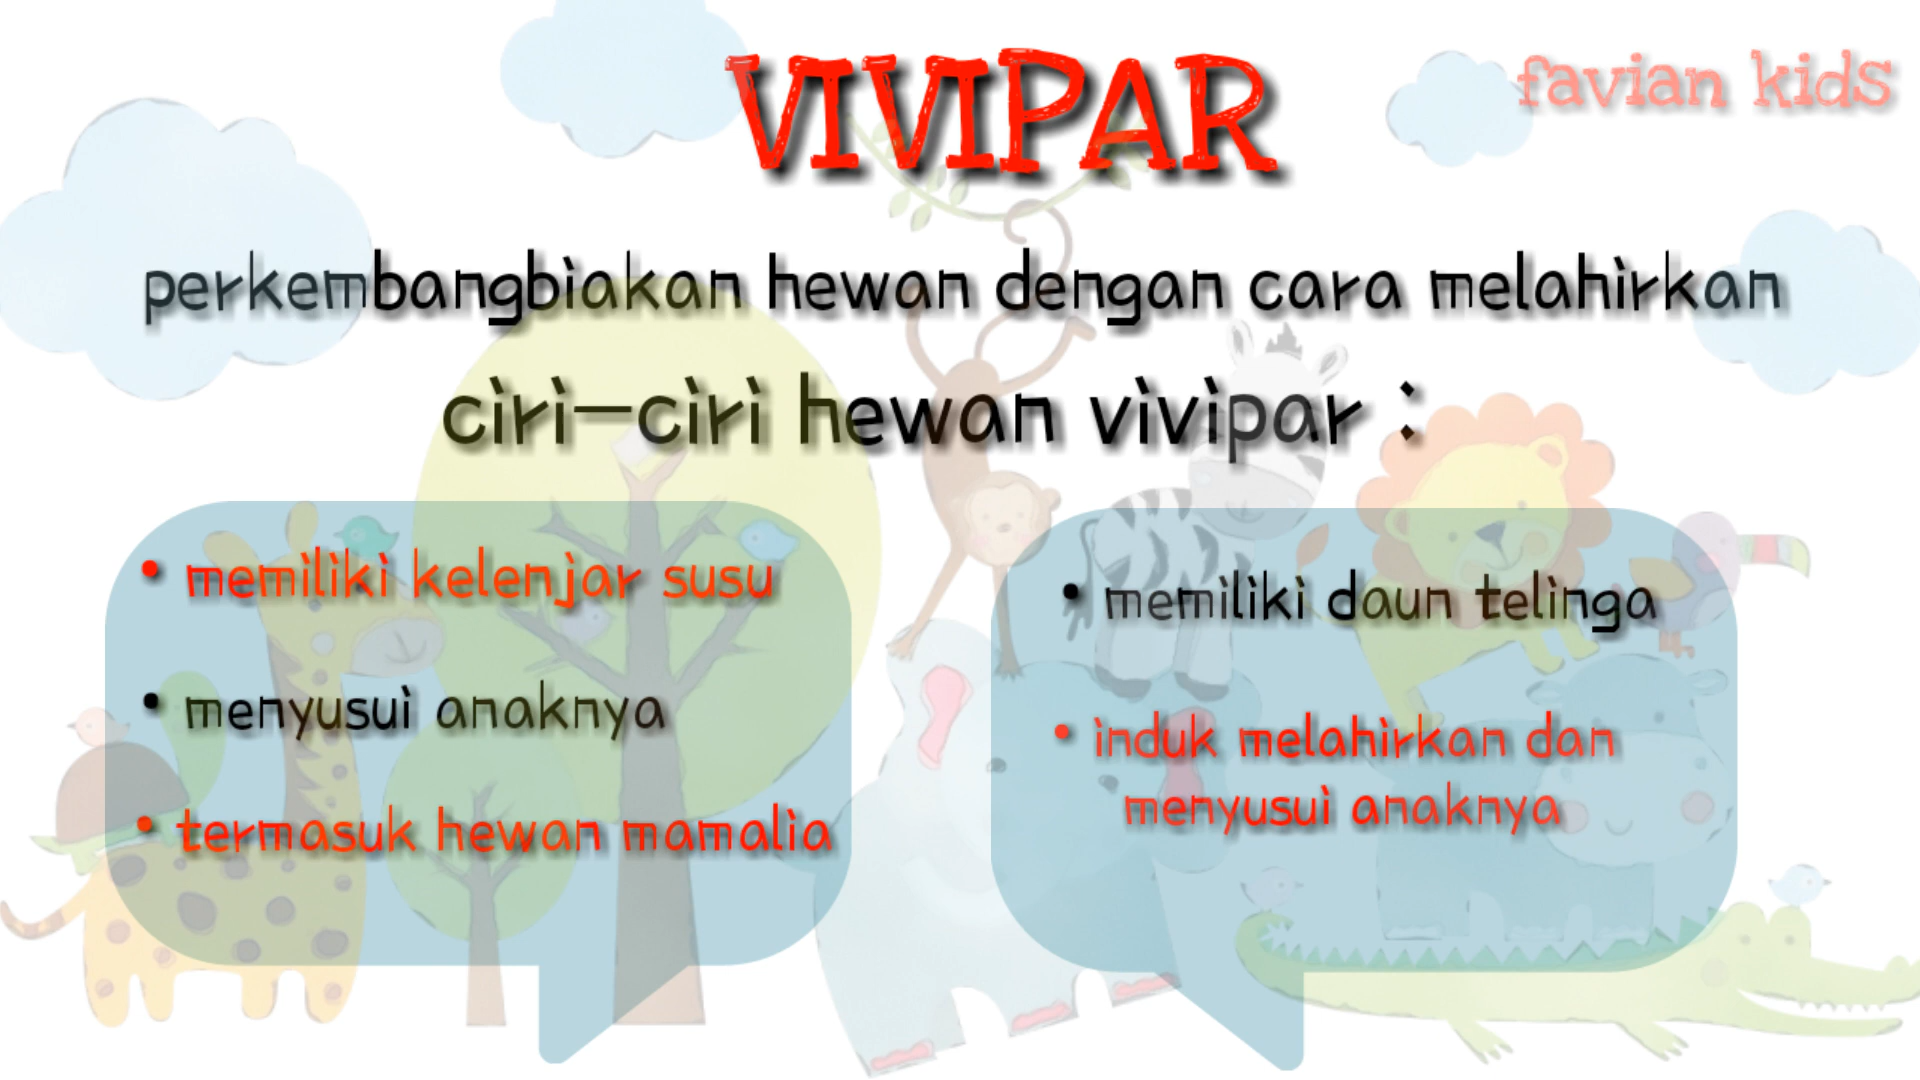 VIVIPAR
favian kids
perkembangbiakan hewan dengan cara melahirkan
ciri-ciri hewan vivipar :
• memiliki kelenjar susu
• menyusui anaknya
• termasuk hewan mamalia
• memiliki daun telinga
• induk melahirkan dan
menyusui anaknya